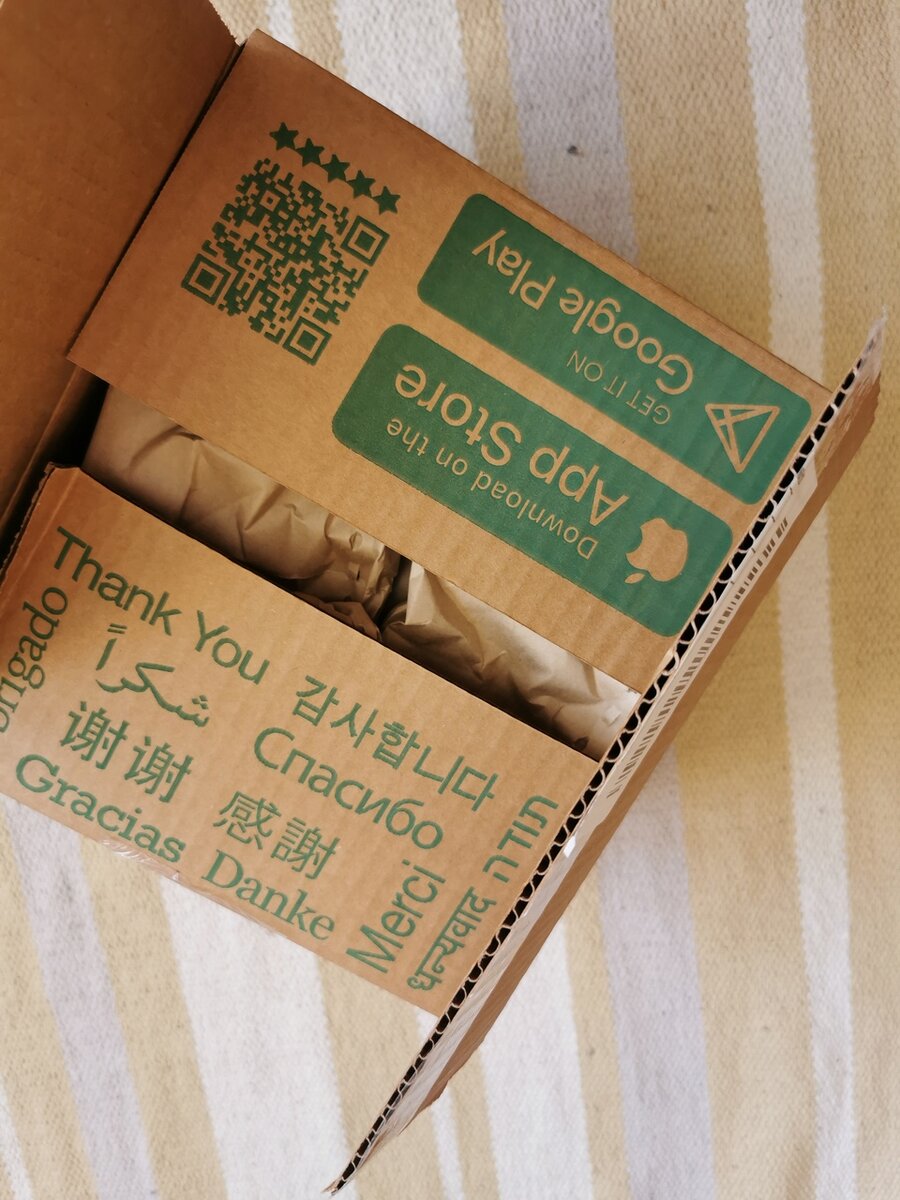 ★★★★★
GET IT ON
Google Play
Download on the
App Store
Thank You
شكراً
감사합니다
谢谢
Спасибо
Gracias
感謝
Danke
Merci
धन्यवाद
תודה